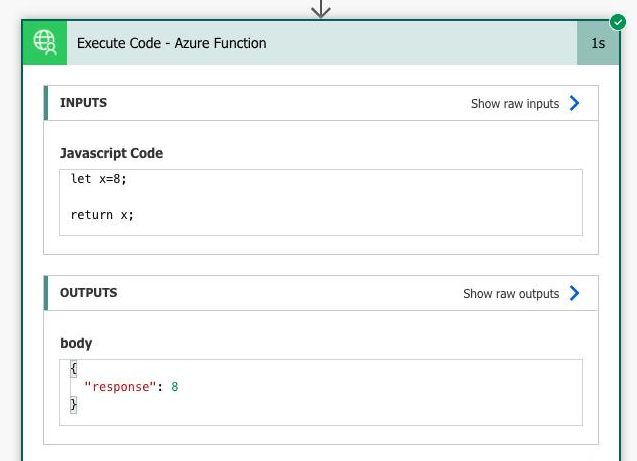 Execute Code - Azure Function
1s
INPUTS
Show raw inputs
Javascript Code
let x=8;
return x;
OUTPUTS
Show raw outputs
body
{
"response": 8
}